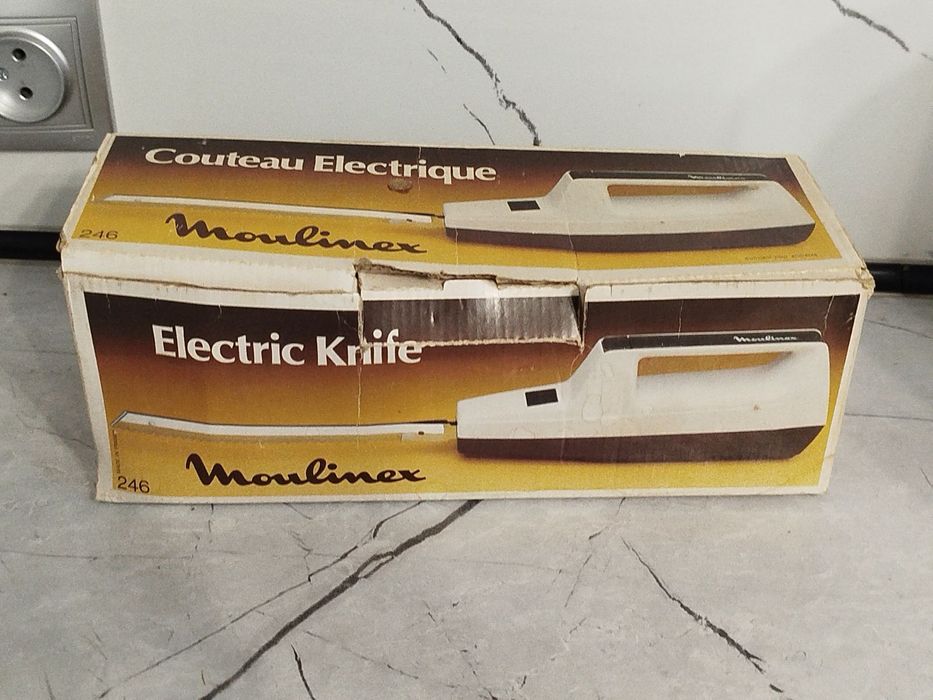 Couteau Electrique
Moulinex
246
Moulinex
Electric Knife
Moulinex
Moulinex
246